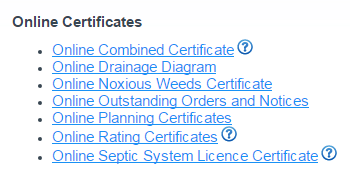 Online Certificates
Online Combined Certificate ?
Online Drainage Diagram
Online Noxious Weeds Certificate
Online Outstanding Orders and Notices
Online Planning Certificates
Online Rating Certificates ?
Online Septic System Licence Certificate ?